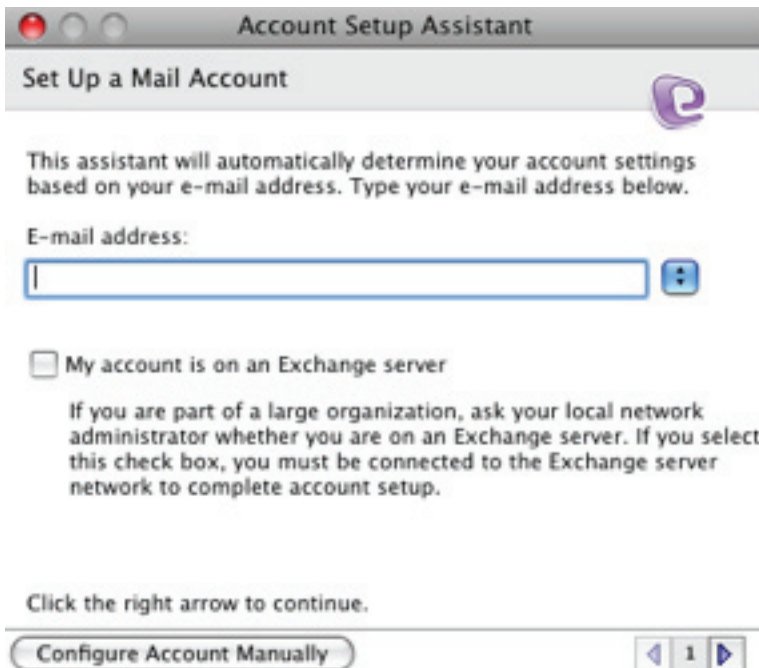 Account Setup Assistant
Set Up a Mail Account
This assistant will automatically determine your account settings
based on your e-mail address. Type your e-mail address below.
E-mail address:
My account is on an Exchange server
If you are part of a large organization, ask your local network
administrator whether you are on an Exchange server. If you select
this check box, you must be connected to the Exchange server
network to complete account setup.
Click the right arrow to continue.
Configure Account Manually
1